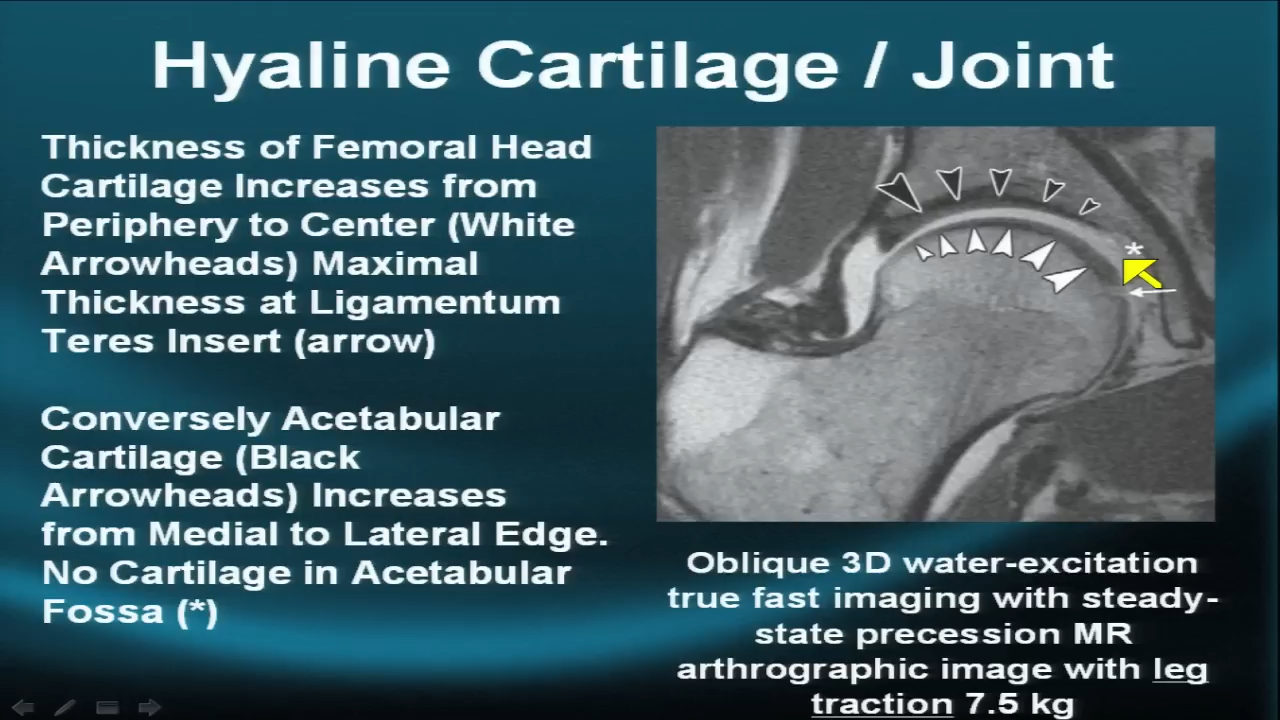 Hyaline Cartilage / Joint
Thickness of Femoral Head
Cartilage Increases from
Periphery to Center (White
Arrowheads) Maximal
Thickness at Ligamentum
Teres Insert (arrow)
Conversely Acetabular
Cartilage (Black
Arrowheads) Increases
from Medial to Lateral Edge.
No Cartilage in Acetabular
Fossa (*)
*
Oblique 3D water-excitation
true fast imaging with steady-
state precession MR
arthrographic image with leg
traction 7.5 kg